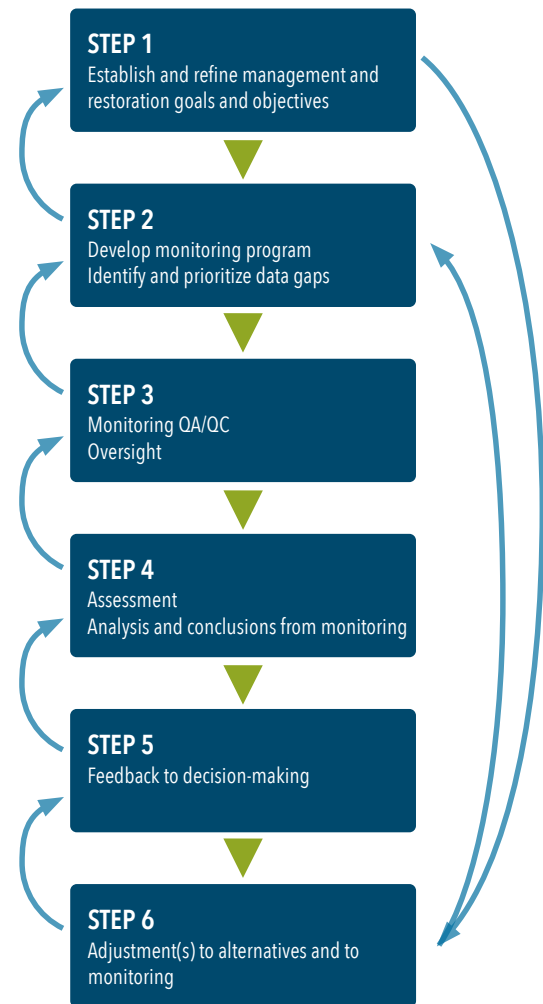 STEP 1
Establish and refine management and
restoration goals and objectives
STEP 2
Develop monitoring program
Identify and prioritize data gaps
STEP 3
Monitoring QA/QC
Oversight
STEP 4
Assessment
Analysis and conclusions from monitoring
STEP 5
Feedback to decision-making
STEP 6
Adjustment(s) to alternatives and to
monitoring